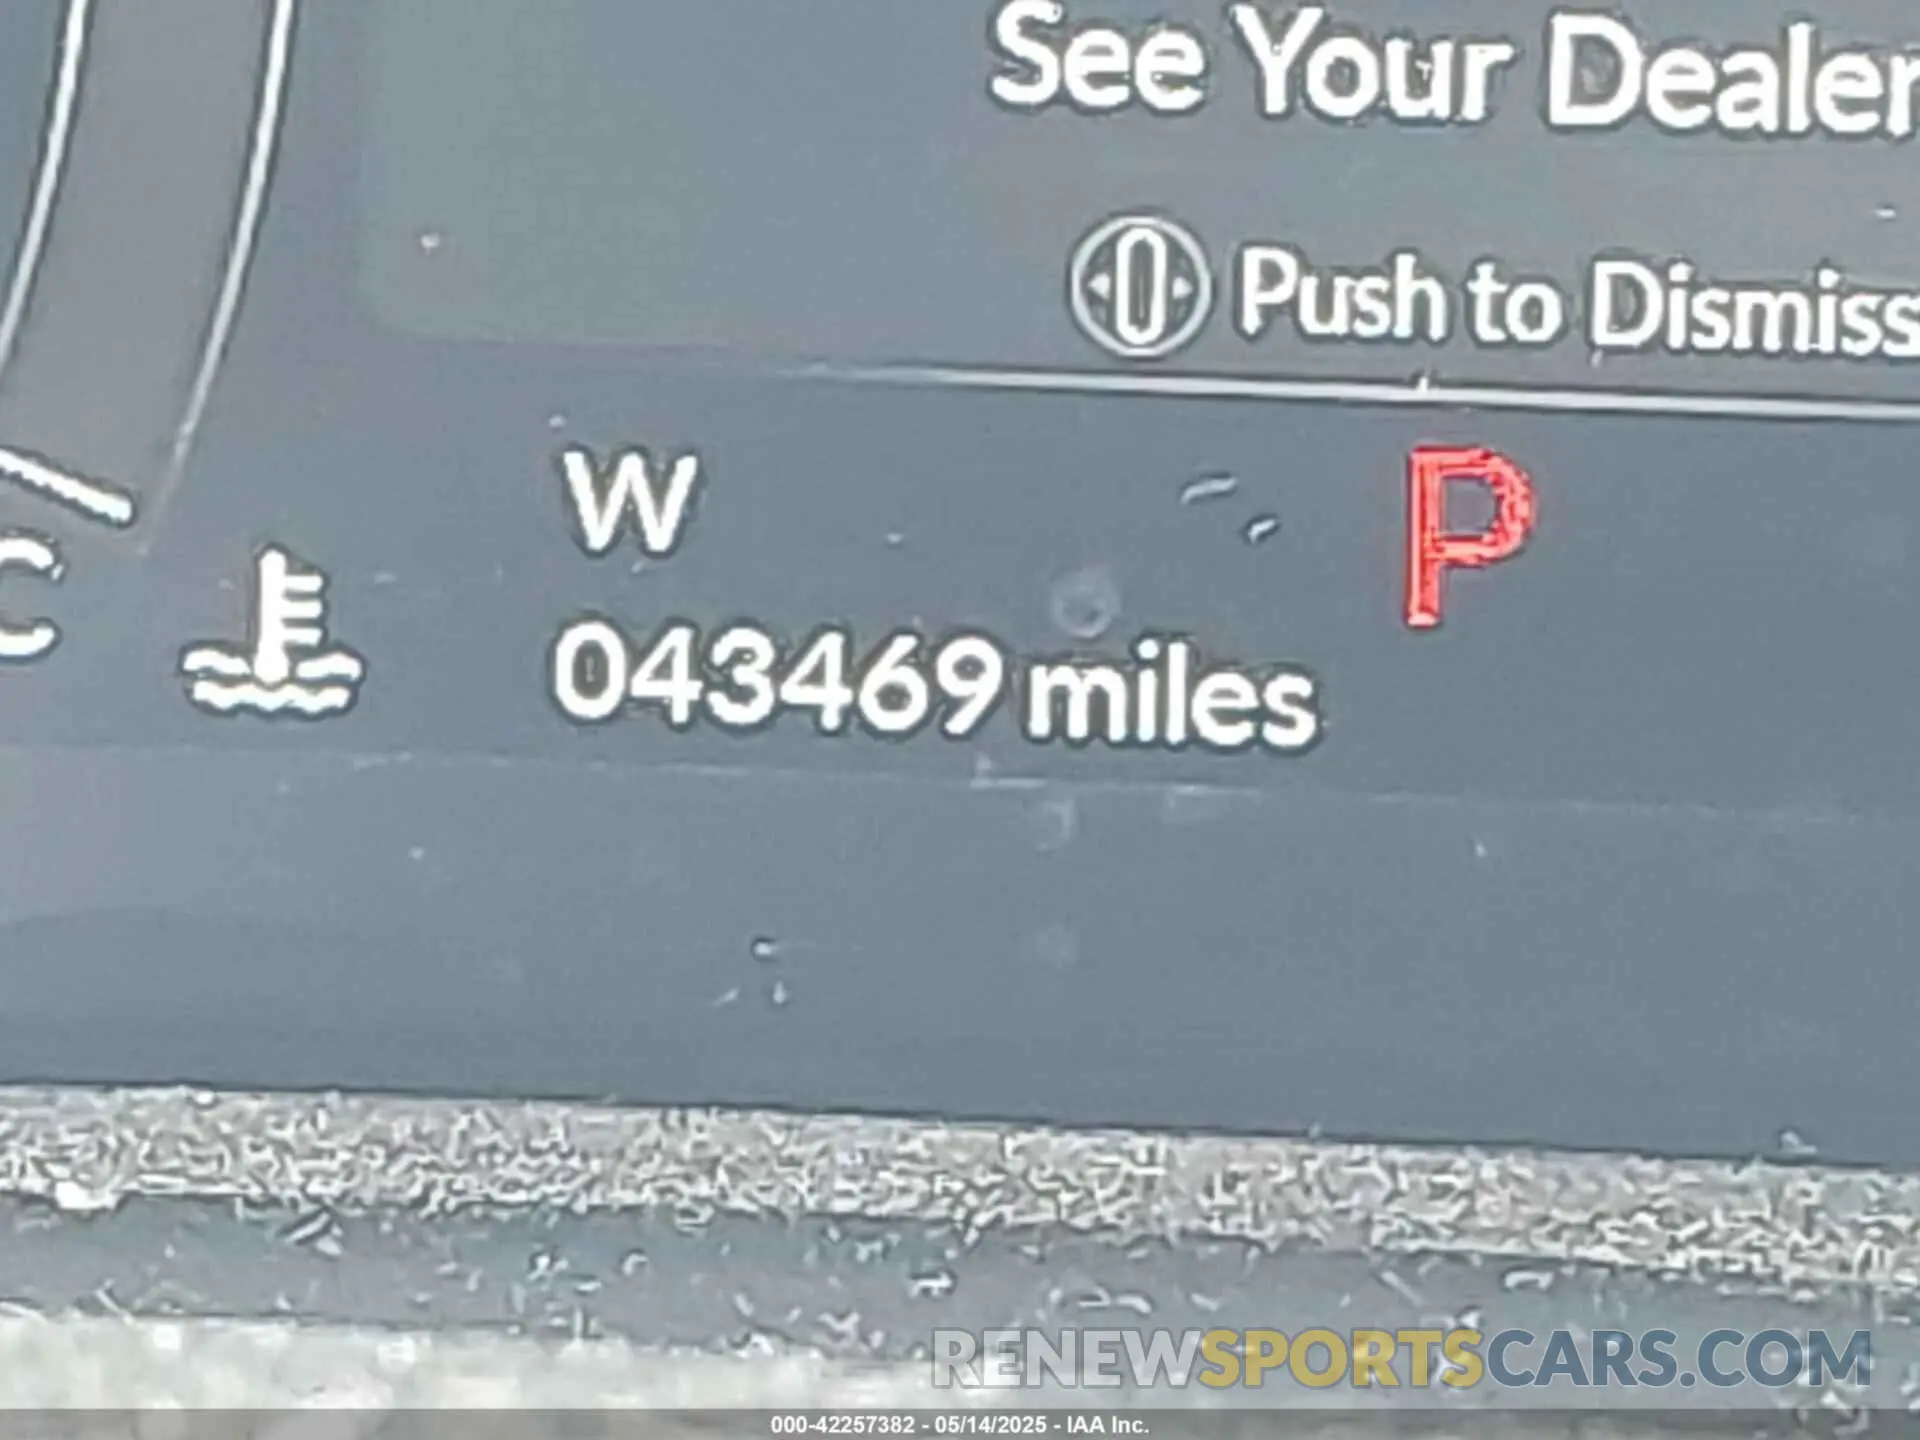 See Your Dealer
Push to Dismiss
W
P
C
043469 miles
RENEWSPORTSCARS.COM
000-42257382 - 05/14/2025 - IAA Inc.